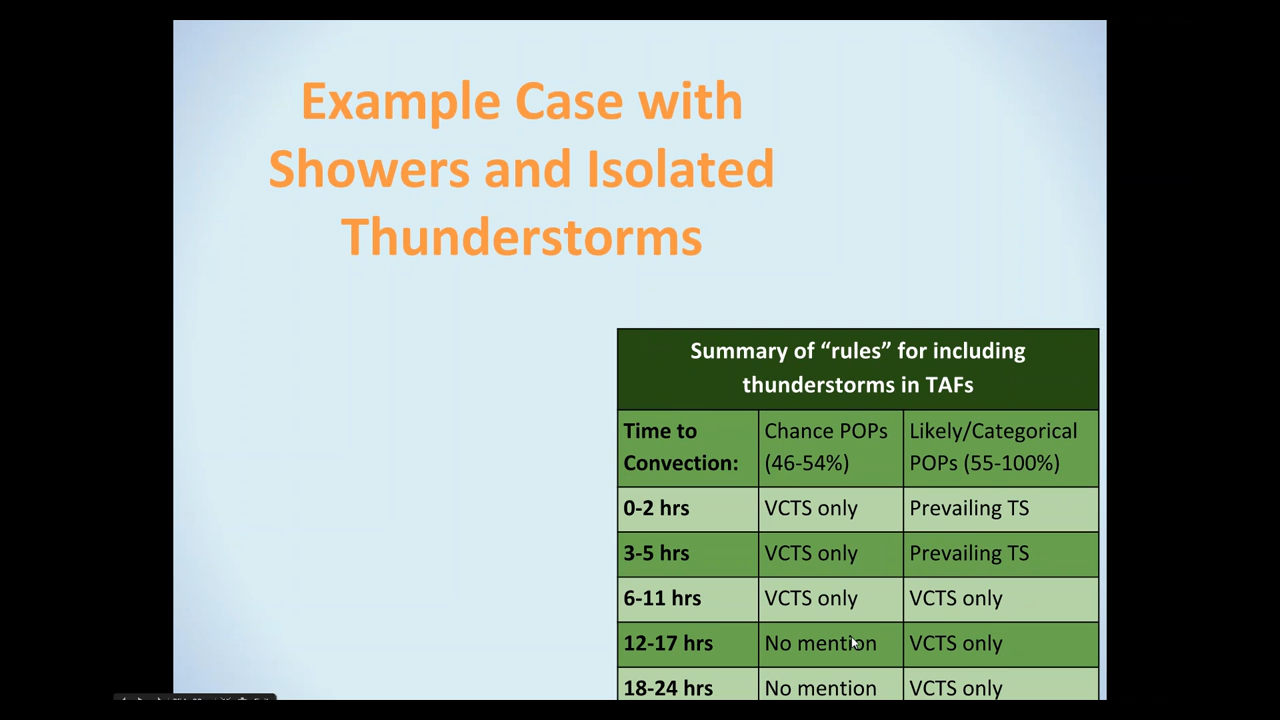 Example Case with
Showers and Isolated
Thunderstorms
Summary of “rules” for including
thunderstorms in TAFs
Time to
Convection:
Chance POPs
(46-54%)
Likely/Categorical
POPs (55-100%)
0-2 hrs VCTS only Prevailing TS
3-5 hrs VCTS only Prevailing TS
6-11 hrs VCTS only VCTS only
12-17 hrs No mention VCTS only
18-24 hrs No mention VCTS only